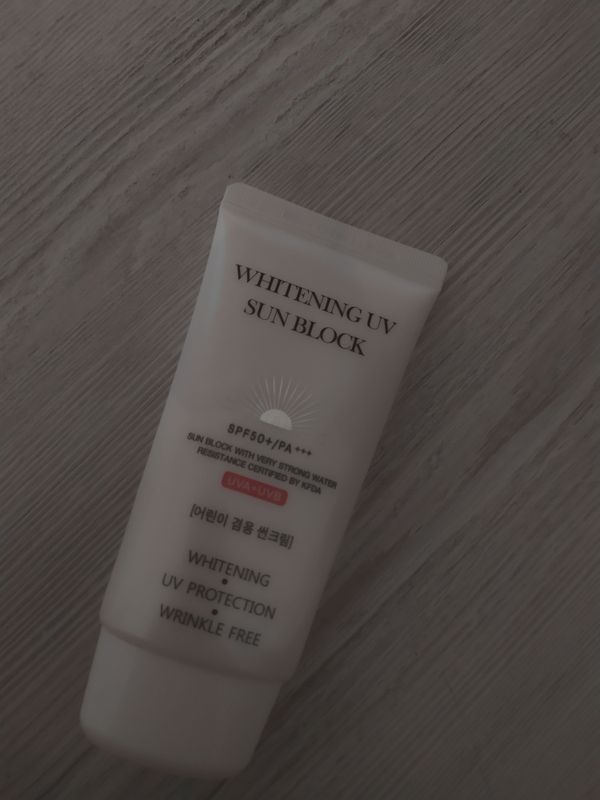 WHITENING UV
SUN BLOCK
SPF50+/PA+++
SUN BLOCK WITH VERY STRONG WATER
RESISTANCE CERTIFIED BY KFDA
UVA•UVB
[어린이 겸용 썬크림]
WHITENING
•
UV PROTECTION
•
WRINKLE FREE